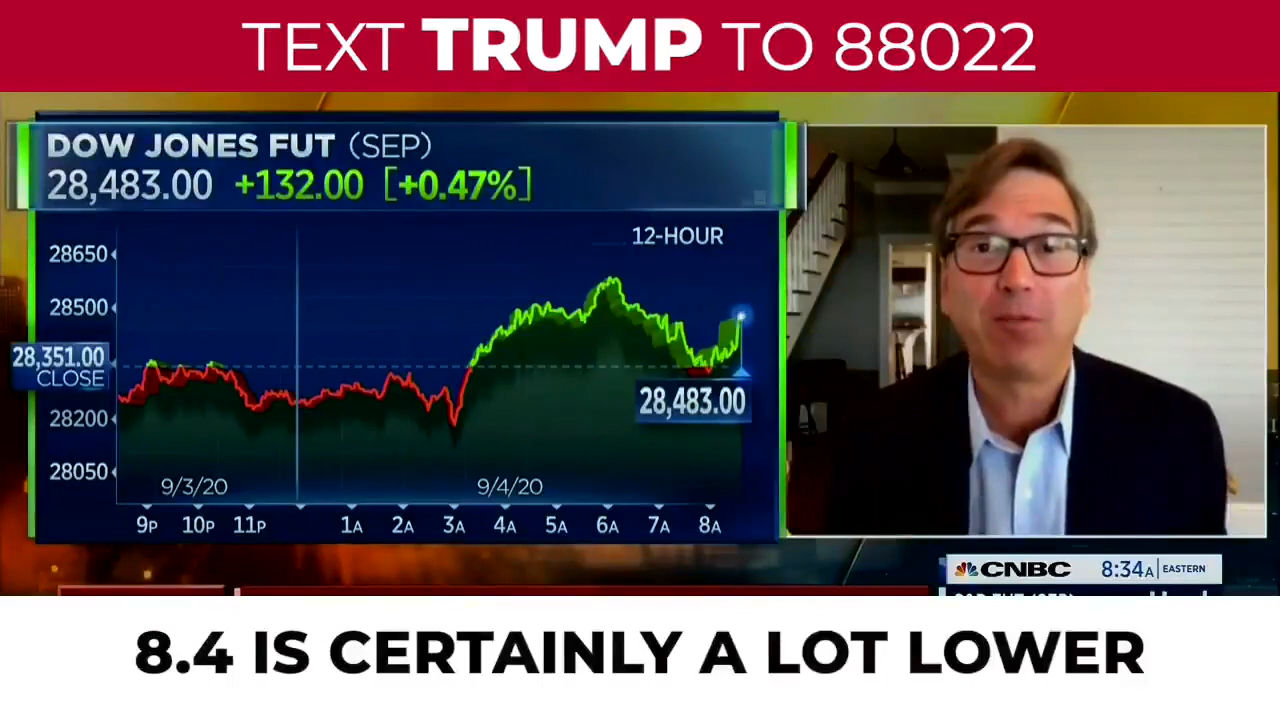 TEXT TRUMP TO 88022
DOW JONES FUT (SEP)
28,483.00 +132.00 [+0.47%]
12-HOUR
28650
28500
28,351.00
CLOSE
28200
28050
28,483.00
9/3/20 9/4/20
9P 10P 11P 1A 2A 3A 4A 5A 6A 7A 8A
CNBC 8:34A EASTERN
8.4 IS CERTAINLY A LOT LOWER